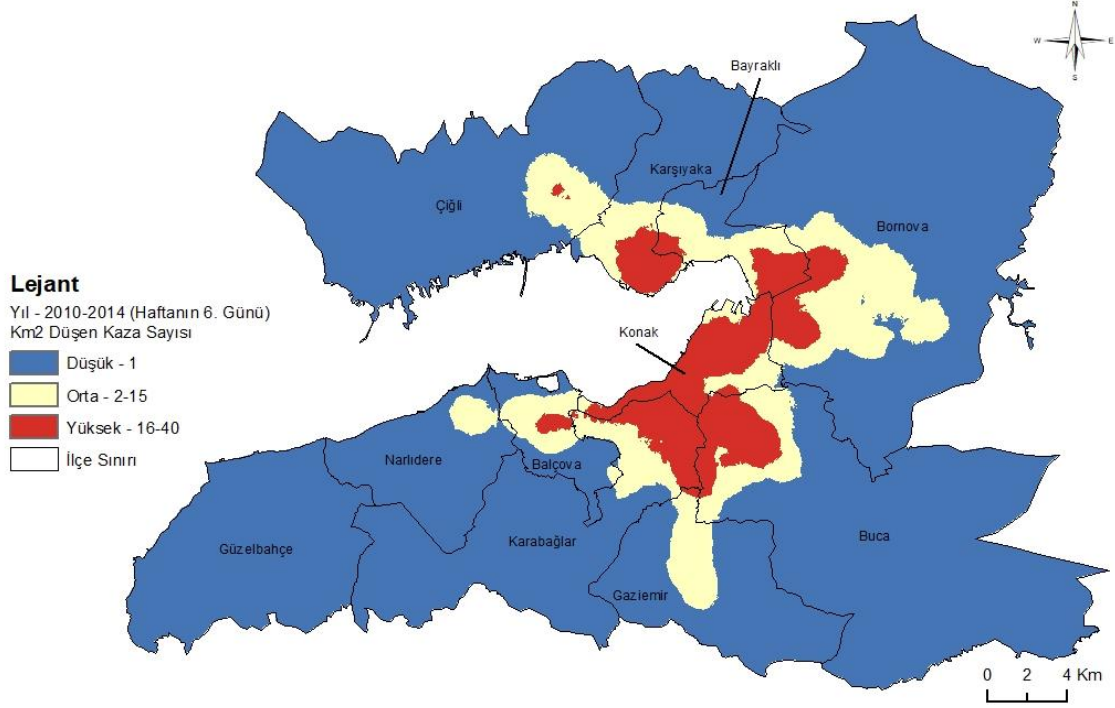 N
W E
S
Bayraklı
Karşıyaka
Çiğli
Bornova
Lejant
Yıl - 2010-2014 (Haftanın 6. Günü)
Km2 Düşen Kaza Sayısı
Düşük - 1
Orta - 2-15
Yüksek - 16-40
İlçe Sınırı
Konak
Narlıdere
Balçova
Güzelbahçe
Karabağlar
Buca
Gaziemir
0 2 4 Km